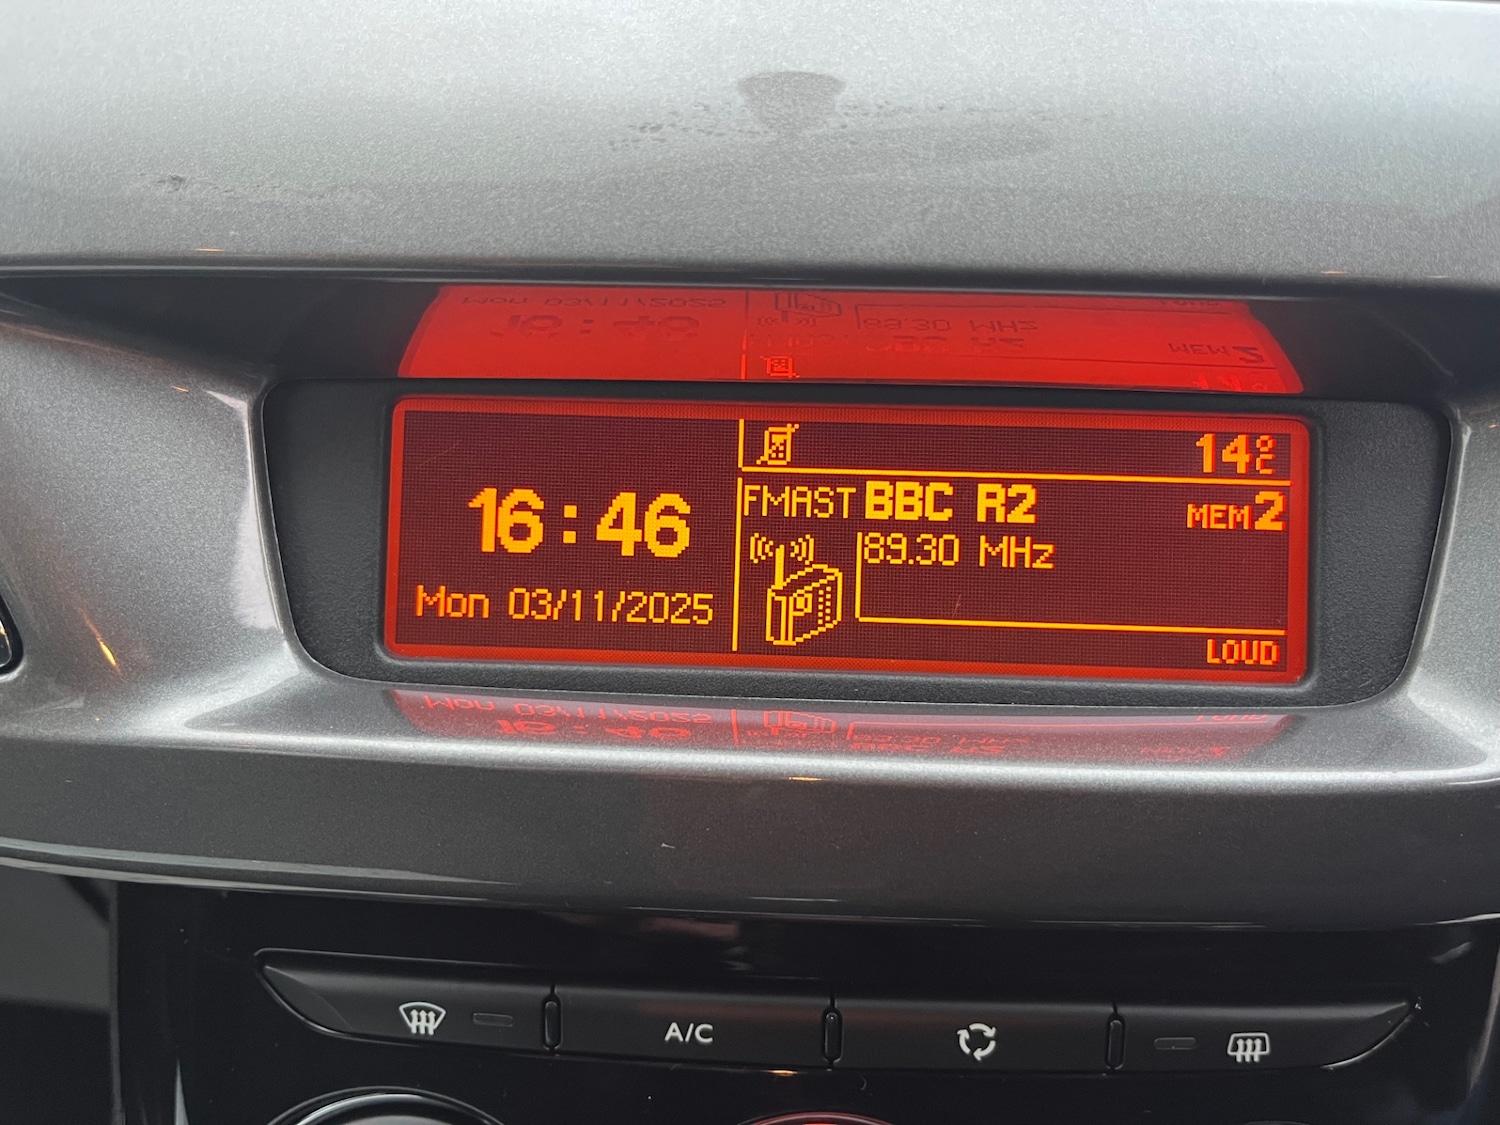 16:46
Mon 03/11/2025
14°C
FMAST BBC R2 MEM 2
89.30 MHz
LOUD
A/C